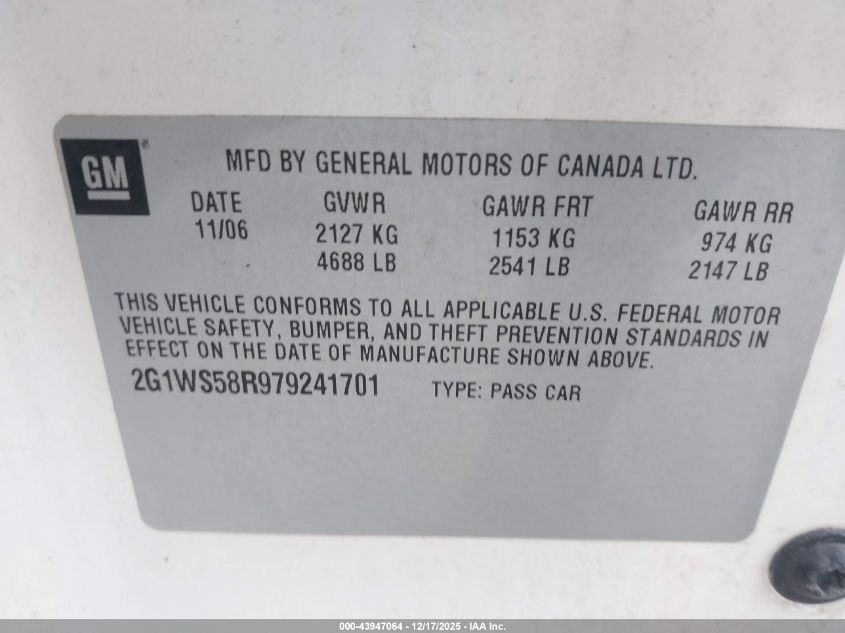 GM®
MFD BY GENERAL MOTORS OF CANADA LTD.
DATE GVWR GAWR FRT GAWR RR
11/06 2127 KG 1153 KG 974 KG
4688 LB 2541 LB 2147 LB
THIS VEHICLE CONFORMS TO ALL APPLICABLE U.S. FEDERAL MOTOR
VEHICLE SAFETY, BUMPER, AND THEFT PREVENTION STANDARDS IN
EFFECT ON THE DATE OF MANUFACTURE SHOWN ABOVE.
2G1WS58R979241701 TYPE: PASS CAR
000-43947064 - 12/17/2025 - IAA Inc.